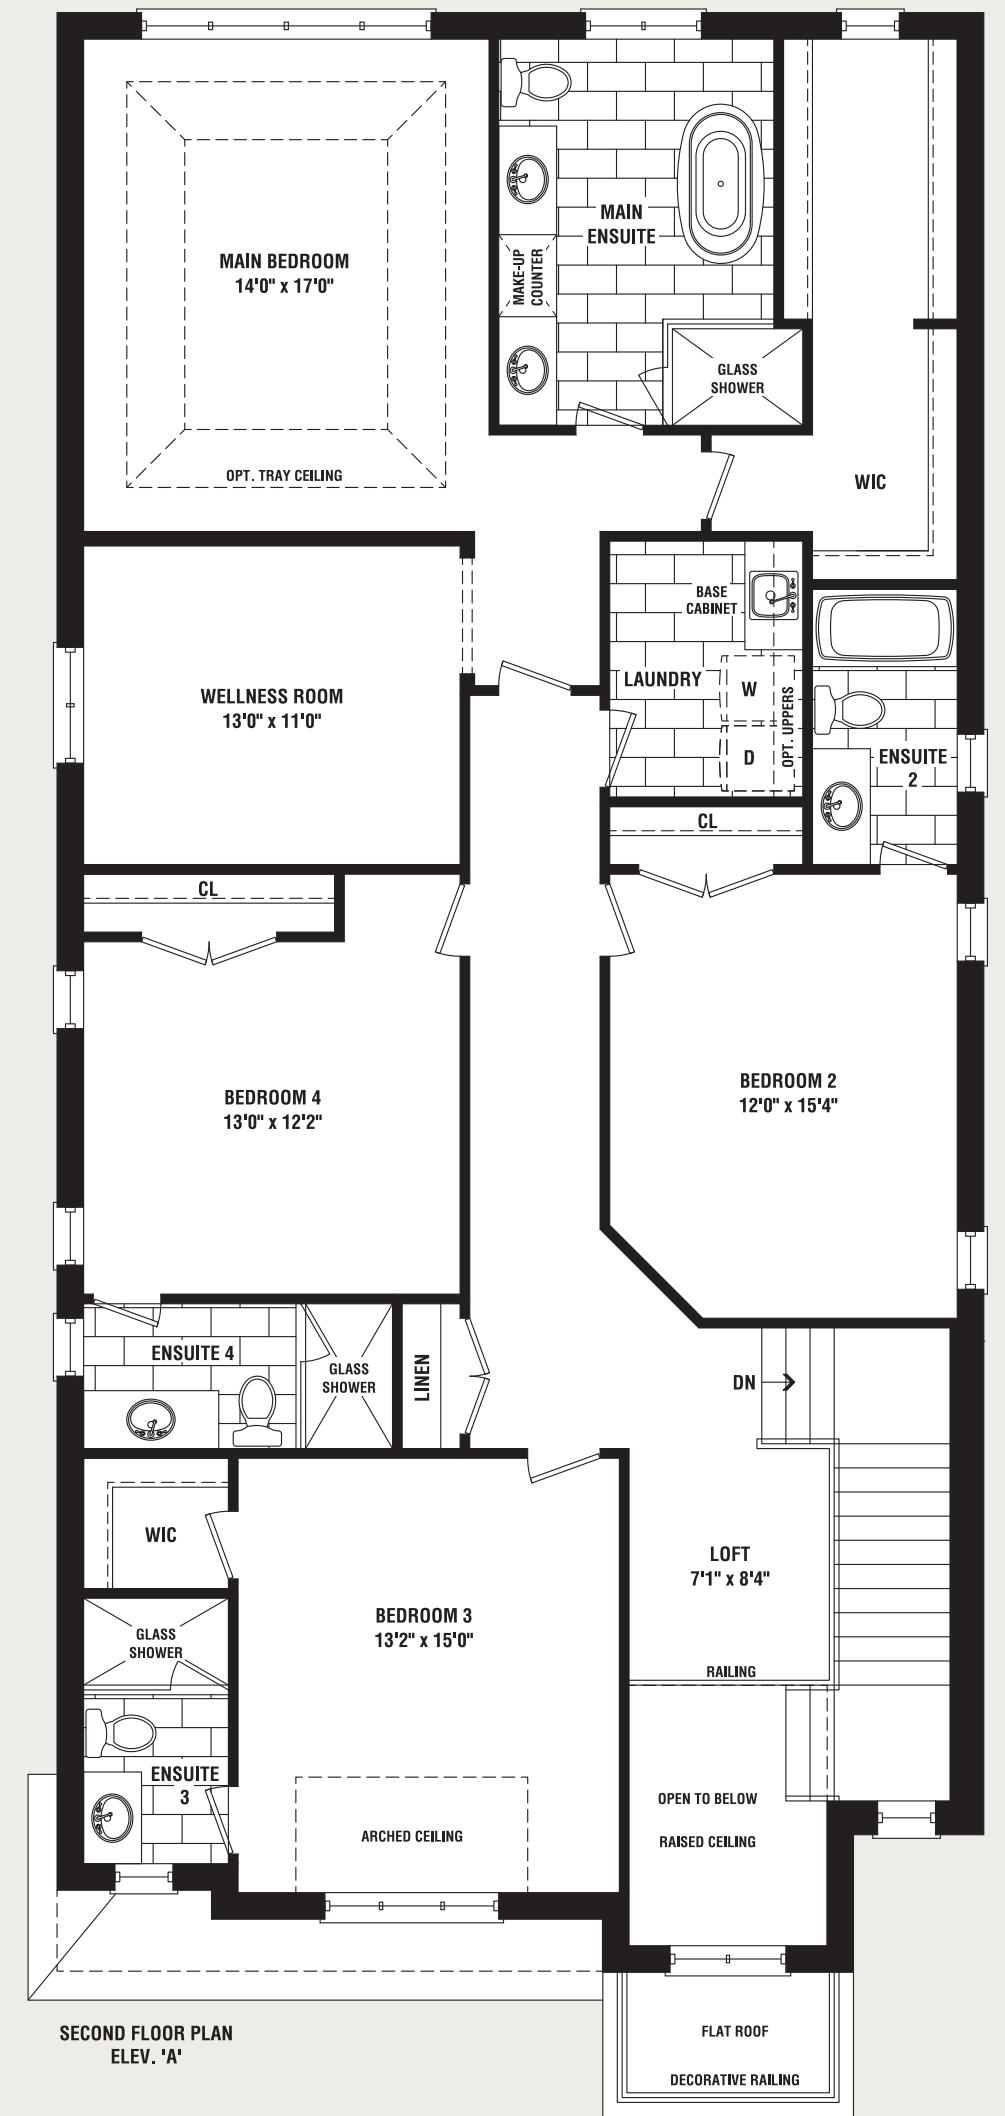 MAIN BEDROOM
14'0" x 17'0"
OPT. TRAY CEILING
MAIN
ENSUITE
MAKE-UP
COUNTER
GLASS
SHOWER
WIC
WELLNESS ROOM
13'0" x 11'0"
BASE
CABINET
LAUNDRY
W
D
OPT. UPPERS
ENSUITE
2
CL
CL
BEDROOM 4
13'0" x 12'2"
BEDROOM 2
12'0" x 15'4"
ENSUITE 4
GLASS
SHOWER
LINEN
DN
WIC
LOFT
7'1" x 8'4"
RAILING
BEDROOM 3
13'2" x 15'0"
GLASS
SHOWER
ENSUITE
3
ARCHED CEILING
OPEN TO BELOW
RAISED CEILING
SECOND FLOOR PLAN
ELEV. 'A'
FLAT ROOF
DECORATIVE RAILING